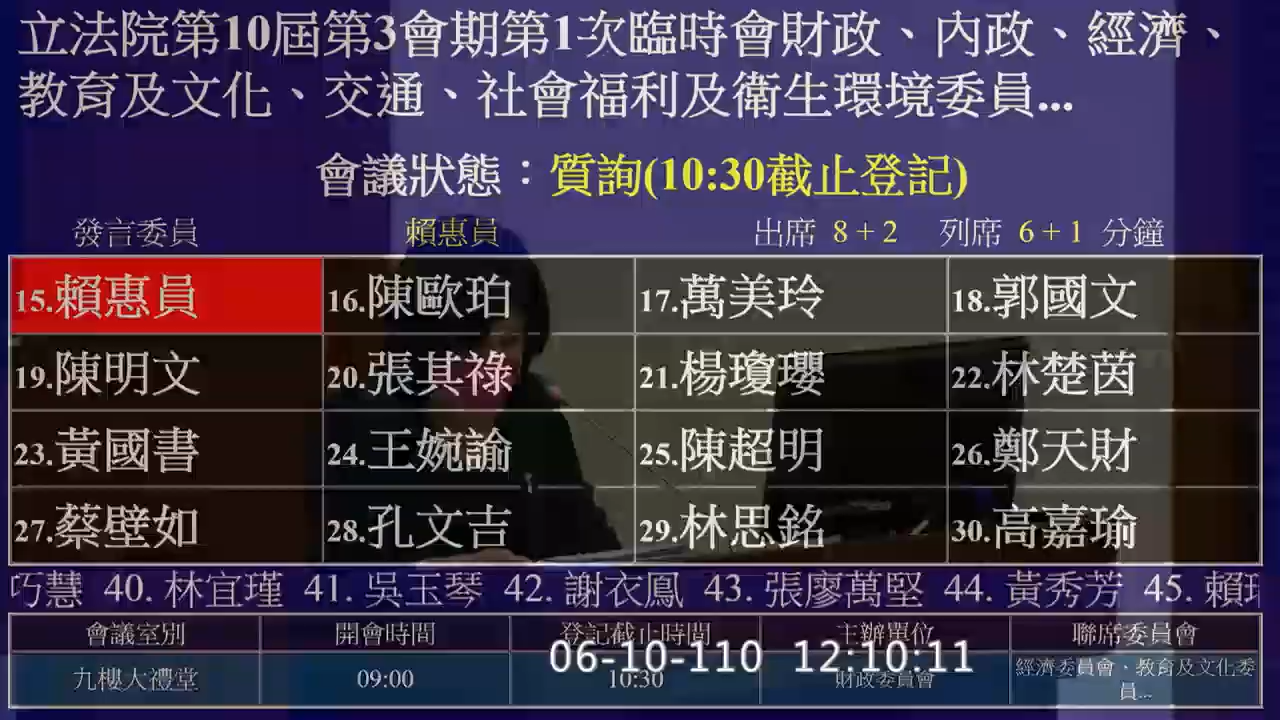 立法院第10屆第3會期第1次臨時會財政、內政、經濟、
教育及文化、交通、社會福利及衛生環境委員...
會議狀態：質詢(10:30截止登記)
發言委員 賴惠員 出席 8 + 2 列席 6 + 1 分鐘
15.賴惠員 16.陳歐珀 17.萬美玲 18.郭國文
19.陳明文 20.張其祿 21.楊瓊瓔 22.林楚茵
23.黃國書 24.王婉諭 25.陳超明 26.鄭天財
27.蔡壁如 28.孔文吉 29.林思銘 30.高嘉瑜
巧慧 40. 林宜瑾 41. 吳玉琴 42. 謝衣鳳 43. 張廖萬堅 44. 黃秀芳 45. 賴
會議室別 開會時間 登記截止時間 主辦單位 聯席委員會
九樓大禮堂 09:00 10:30 財政委員會 經濟委員會、教育及文化委
員...
06-10-110 12:10:11